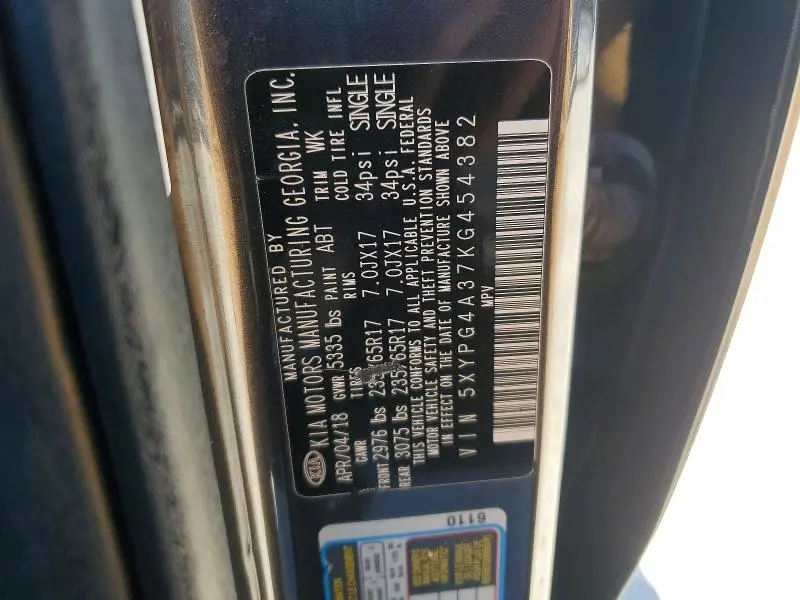 MANUFACTURED BY
KIA KIA MOTORS MANUFACTURING GEORGIA, INC.
APR/04/18 GVWR 5335 lbs PAINT ABT TRIM WK
GAWR TIRES RIMS COLD TIRE INFL
FRONT 2976 lbs 235/65R17 7.0JX17 34psi SINGLE
REAR 3075 lbs 235/65R17 7.0JX17 34psi SINGLE
THIS VEHICLE CONFORMS TO ALL APPLICABLE U.S.A. FEDERAL
MOTOR VEHICLE SAFETY AND THEFT PREVENTION STANDARDS
IN EFFECT ON THE DATE OF MANUFACTURE SHOWN ABOVE
VIN 5XYPG4A37KG454382
MPV
6110